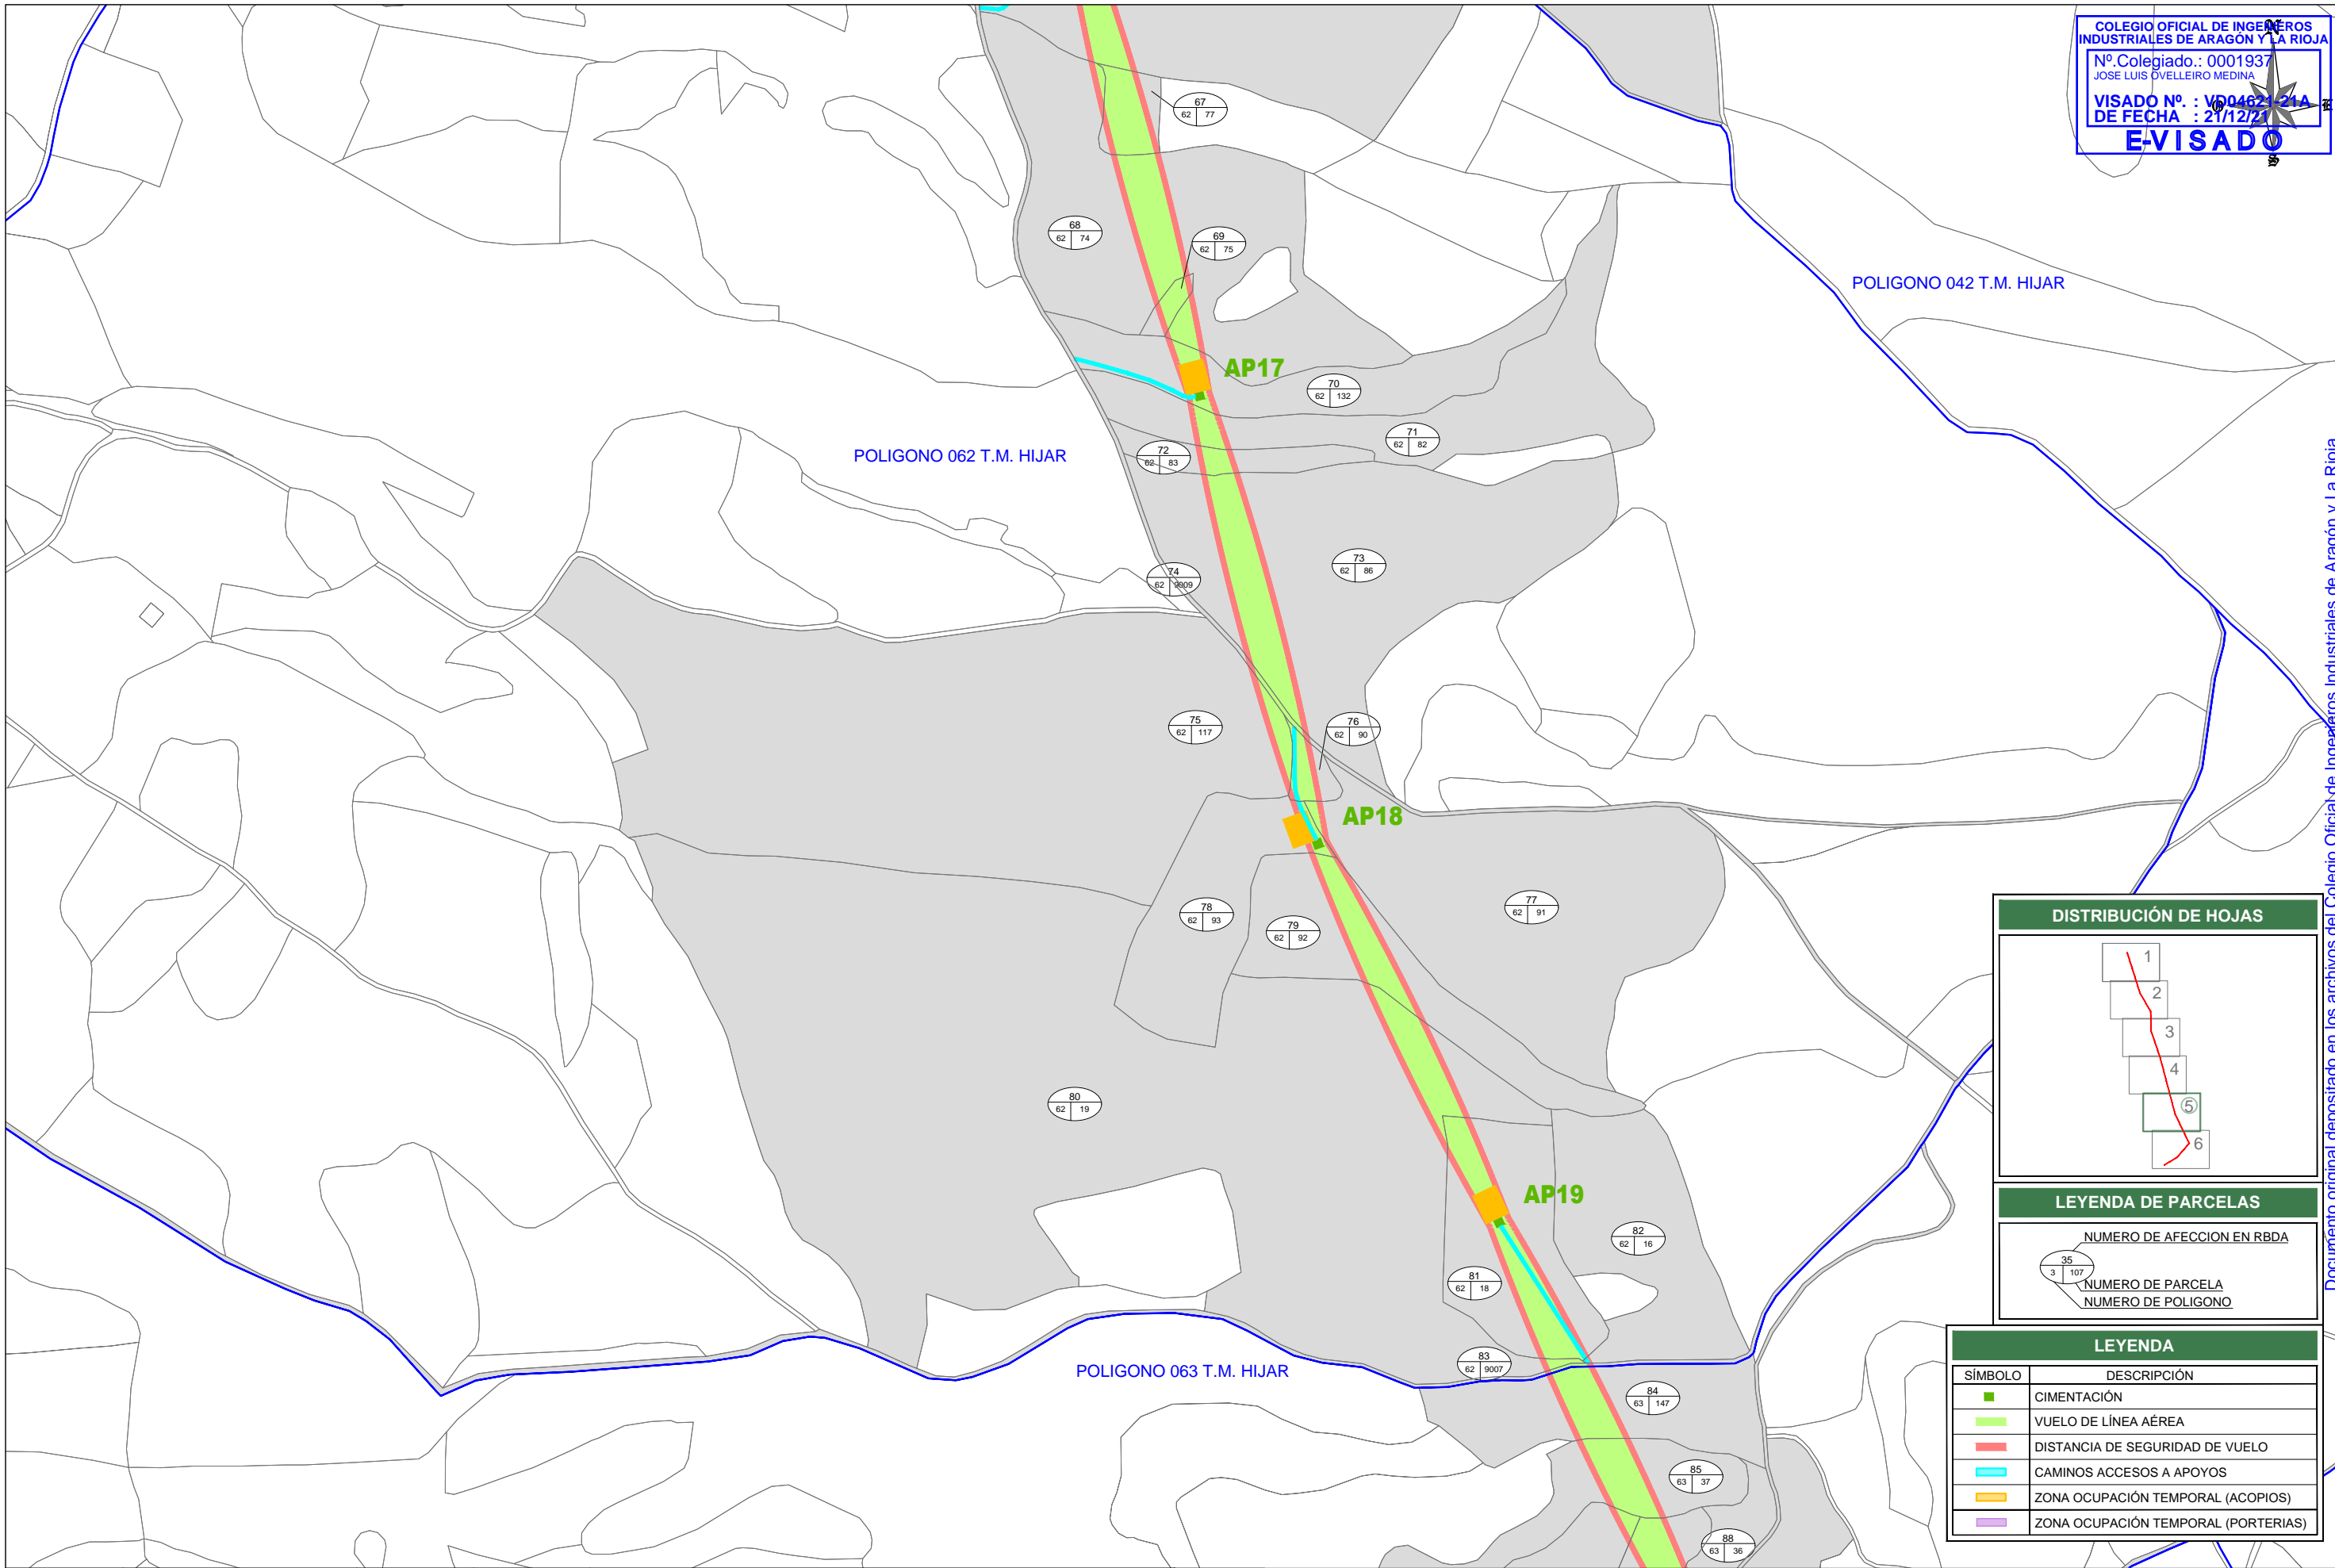 COLEGIO OFICIAL DE INGENIEROS
INDUSTRIALES DE ARAGÓN Y LA RIOJA
Nº.Colegiado.: 0001937
JOSE LUIS OVELLEIRO MEDINA
VISADO Nº. : VD04621-21A
DE FECHA : 21/12/21
E-VISADO
N
O
E
S
67
62 77
68
62 74
69
62 75
POLIGONO 042 T.M. HIJAR
AP17
70
62 132
71
62 82
POLIGONO 062 T.M. HIJAR
72
62 83
73
62 86
74
62 9009
75
62 117
76
62 90
AP18
77
62 91
78
62 93
79
62 92
80
62 19
AP19
82
62 16
81
62 18
83
62 9007
POLIGONO 063 T.M. HIJAR
84
63 147
85
63 37
88
63 36
Documento original depositado en los archivos del Colegio Oficial de Ingenieros Industriales de Aragón y La Rioja
DISTRIBUCIÓN DE HOJAS
1
2
3
4
5
6
LEYENDA DE PARCELAS
NUMERO DE AFECCION EN RBDA
35
3 107
NUMERO DE PARCELA
NUMERO DE POLIGONO
LEYENDA
SÍMBOLO DESCRIPCIÓN
CIMENTACIÓN
VUELO DE LÍNEA AÉREA
DISTANCIA DE SEGURIDAD DE VUELO
CAMINOS ACCESOS A APOYOS
ZONA OCUPACIÓN TEMPORAL (ACOPIOS)
ZONA OCUPACIÓN TEMPORAL (PORTERIAS)